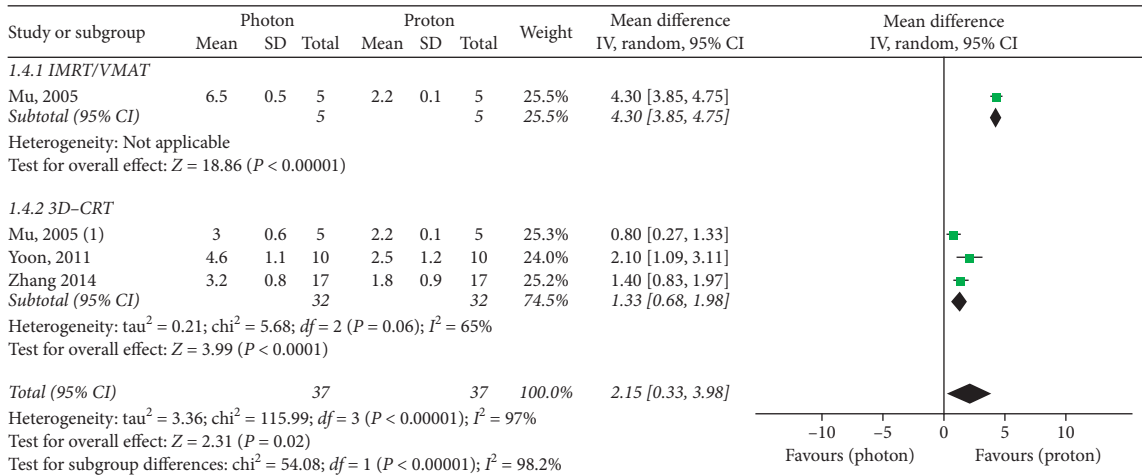 Study or subgroup Photon Proton Weight Mean difference Mean difference
Mean SD Total Mean SD Total IV, random, 95% CI IV, random, 95% CI
1.4.1 IMRT/VMAT
Mu, 2005 6.5 0.5 5 2.2 0.1 5 25.5% 4.30 [3.85, 4.75]
Subtotal (95% CI) 5 5 25.5% 4.30 [3.85, 4.75]
Heterogeneity: Not applicable
Test for overall effect: Z = 18.86 (P < 0.00001)
1.4.2 3D–CRT
Mu, 2005 (1) 3 0.6 5 2.2 0.1 5 25.3% 0.80 [0.27, 1.33]
Yoon, 2011 4.6 1.1 10 2.5 1.2 10 24.0% 2.10 [1.09, 3.11]
Zhang 2014 3.2 0.8 17 1.8 0.9 17 25.2% 1.40 [0.83, 1.97]
Subtotal (95% CI) 32 32 74.5% 1.33 [0.68, 1.98]
Heterogeneity: tau² = 0.21; chi² = 5.68; df = 2 (P = 0.06); I² = 65%
Test for overall effect: Z = 3.99 (P < 0.0001)
Total (95% CI) 37 37 100.0% 2.15 [0.33, 3.98]
Heterogeneity: tau² = 3.36; chi² = 115.99; df = 3 (P < 0.00001); I² = 97%
Test for overall effect: Z = 2.31 (P = 0.02)
Test for subgroup differences: chi² = 54.08; df = 1 (P < 0.00001); I² = 98.2%
–10 –5 0 5 10
Favours (photon) Favours (proton)